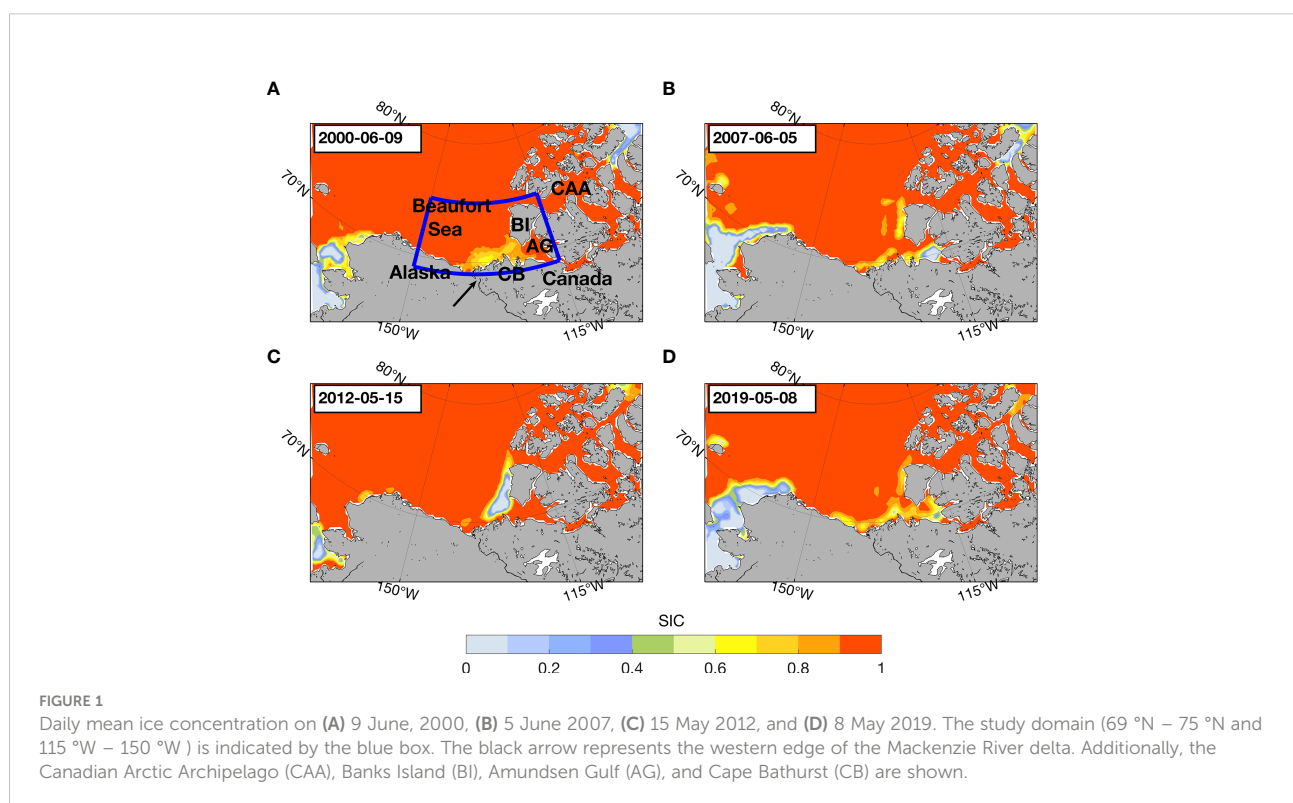 A
B
80°N
80°N
2000-06-09
2007-06-05
CAA
70°N
70°N
Beaufort
Sea
BI
AG
Alaska
CB
Canada
150°W
115°W
150°W
115°W
C
D
80°N
80°N
2012-05-15
2019-05-08
70°N
70°N
150°W
115°W
150°W
115°W
SIC
0 0.2 0.4 0.6 0.8 1
FIGURE 1
Daily mean ice concentration on (A) 9 June, 2000, (B) 5 June 2007, (C) 15 May 2012, and (D) 8 May 2019. The study domain (69 °N – 75 °N and
115 °W – 150 °W ) is indicated by the blue box. The black arrow represents the western edge of the Mackenzie River delta. Additionally, the
Canadian Arctic Archipelago (CAA), Banks Island (BI), Amundsen Gulf (AG), and Cape Bathurst (CB) are shown.